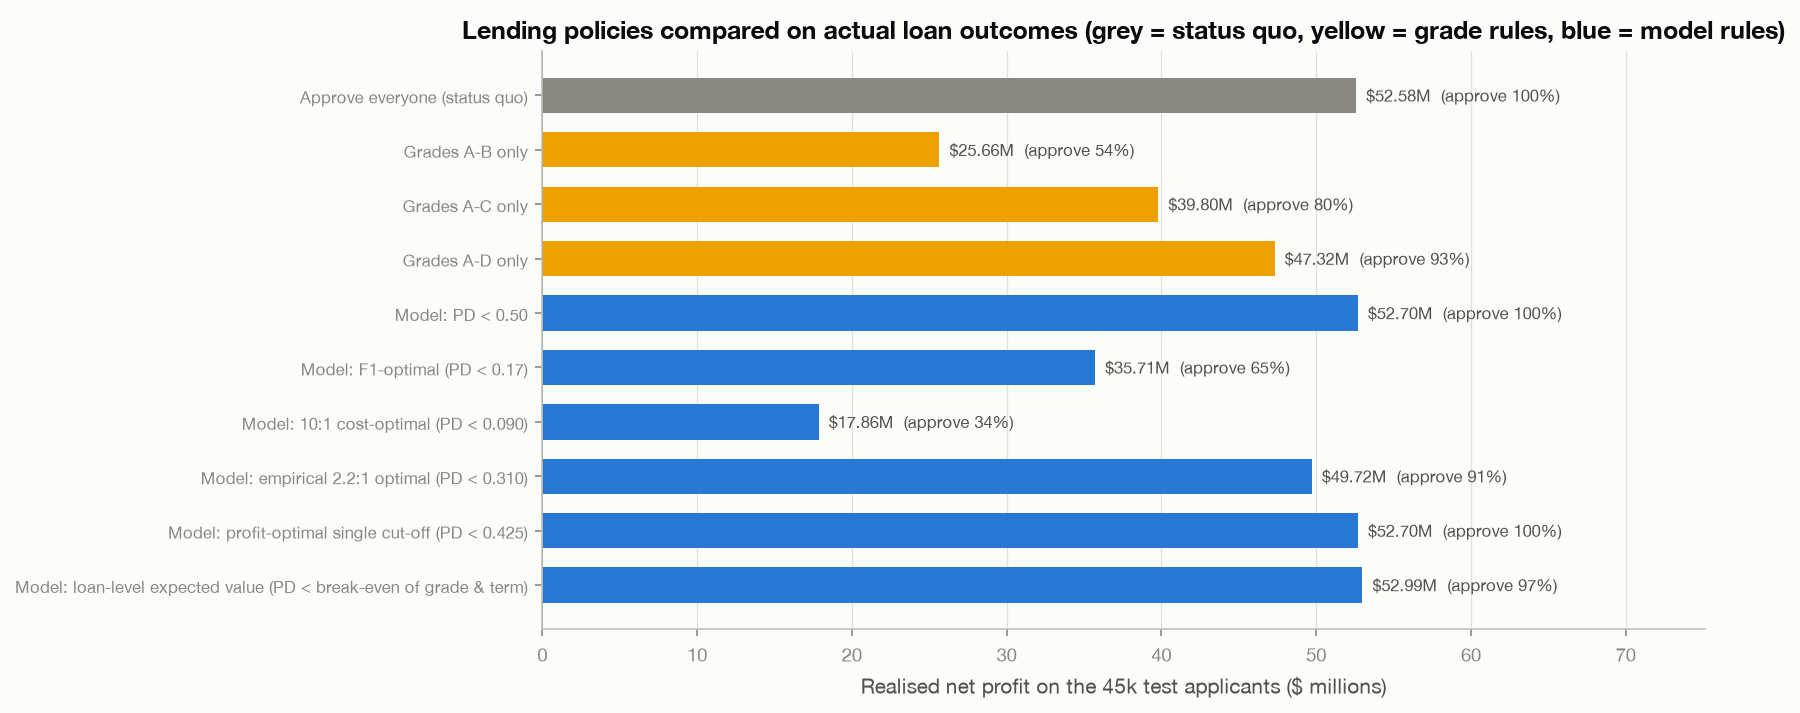 Lending policies compared on actual loan outcomes (grey = status quo, yellow = grade rules, blue = model rules)
Approve everyone (status quo) $52.58M (approve 100%)
Grades A-B only $25.66M (approve 54%)
Grades A-C only $39.80M (approve 80%)
Grades A-D only $47.32M (approve 93%)
Model: PD < 0.50 $52.70M (approve 100%)
Model: F1-optimal (PD < 0.17) $35.71M (approve 65%)
Model: 10:1 cost-optimal (PD < 0.090) $17.86M (approve 34%)
Model: empirical 2.2:1 optimal (PD < 0.310) $49.72M (approve 91%)
Model: profit-optimal single cut-off (PD < 0.425) $52.70M (approve 100%)
Model: loan-level expected value (PD < break-even of grade & term) $52.99M (approve 97%)
0 10 20 30 40 50 60 70
Realised net profit on the 45k test applicants ($ millions)